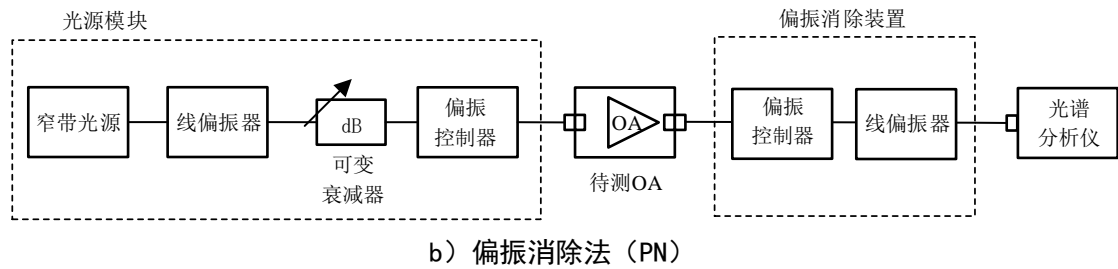 光源模块
偏振消除装置
窄带光源
线偏振器
dB
可变
衰减器
偏振
控制器
OA
待测OA
偏振
控制器
线偏振器
光谱
分析仪
b）偏振消除法（PN）